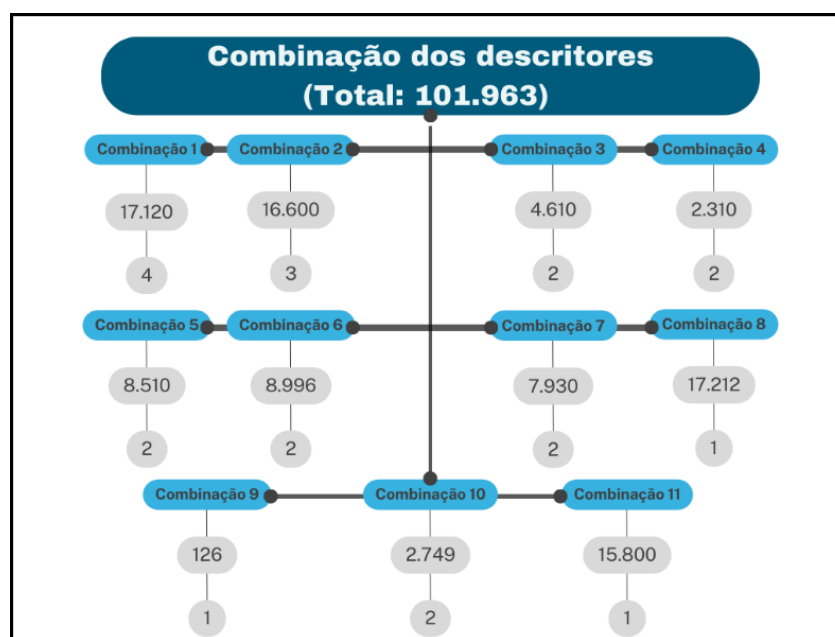 Combinação dos descritores
(Total: 101.963)
Combinação 1
Combinação 2
Combinação 3
Combinação 4
17.120
16.600
4.610
2.310
4
3
2
2
Combinação 5
Combinação 6
Combinação 7
Combinação 8
8.510
8.996
7.930
17.212
2
2
2
1
Combinação 9
Combinação 10
Combinação 11
126
2.749
15.800
1
2
1